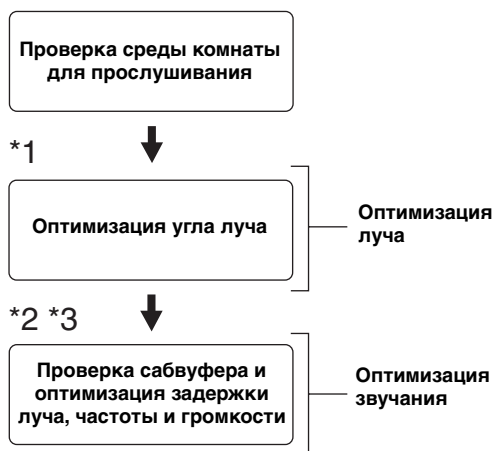 Проверка среды комнаты
для прослушивания
*1
Оптимизация угла луча
Оптимизация
луча
*2 *3
Проверка сабвуфера и
оптимизация задержки
луча, частоты и громкости
Оптимизация
звучания